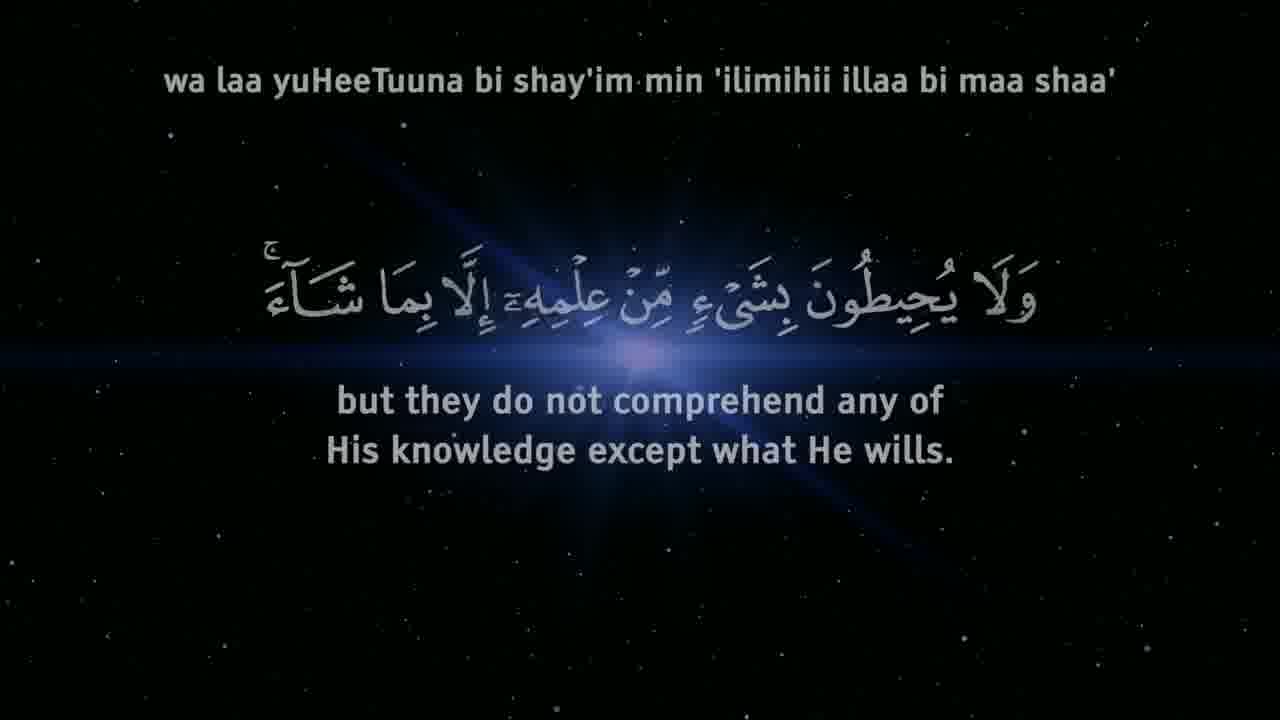 wa laa yuHeeTuuna bi shay'im min 'ilimihii illaa bi maa shaa'
وَلَا يُحِيطُونَ بِشَىْءٍ مِّنْ عِلْمِهِۦٓ إِلَّا بِمَا شَآءَ ۚ
but they do not comprehend any of
His knowledge except what He wills.